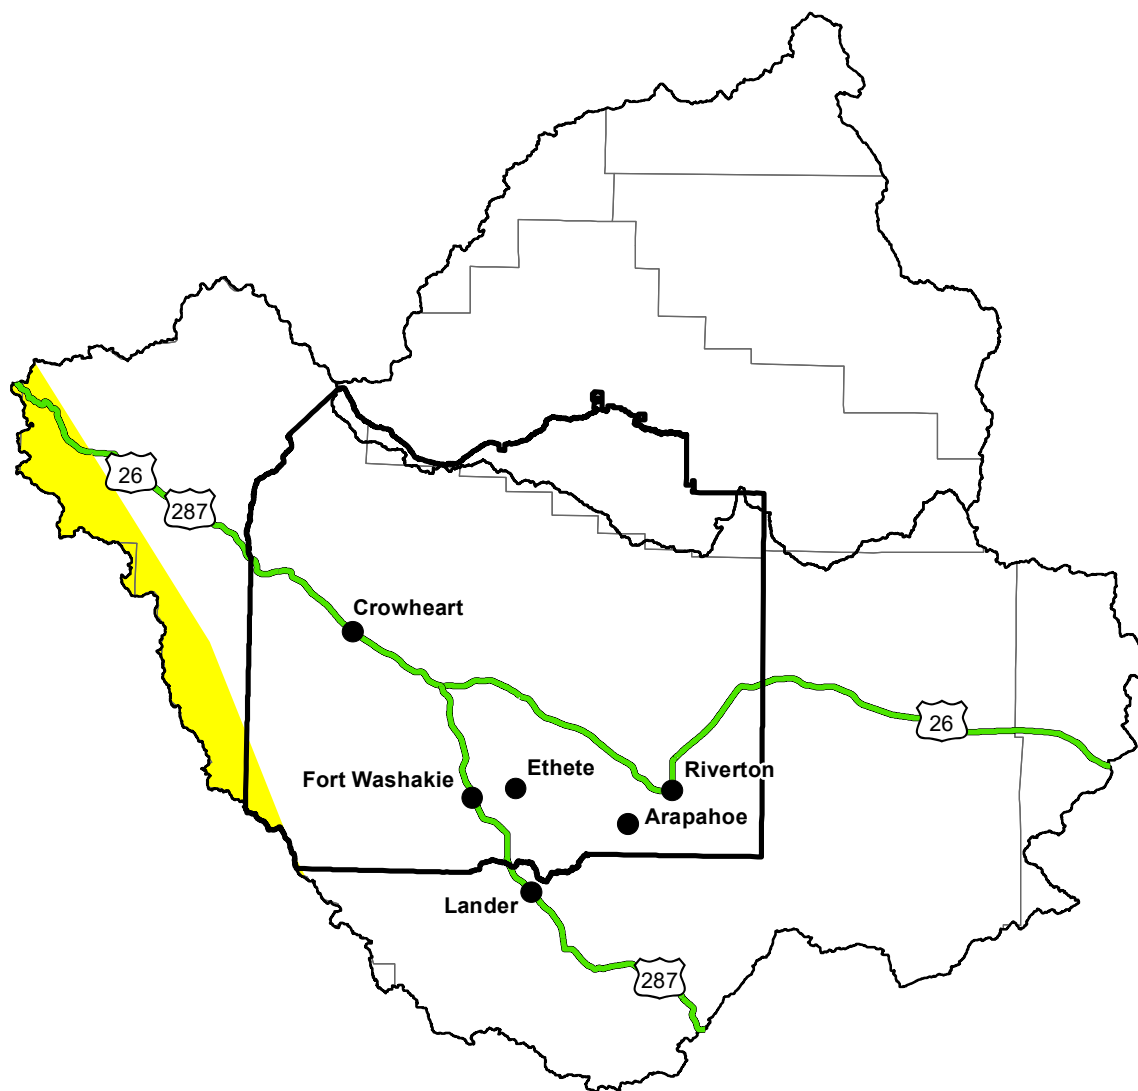 26
287
Crowheart
Ethete
Fort Washakie
Riverton
Arapahoe
26
Lander
287